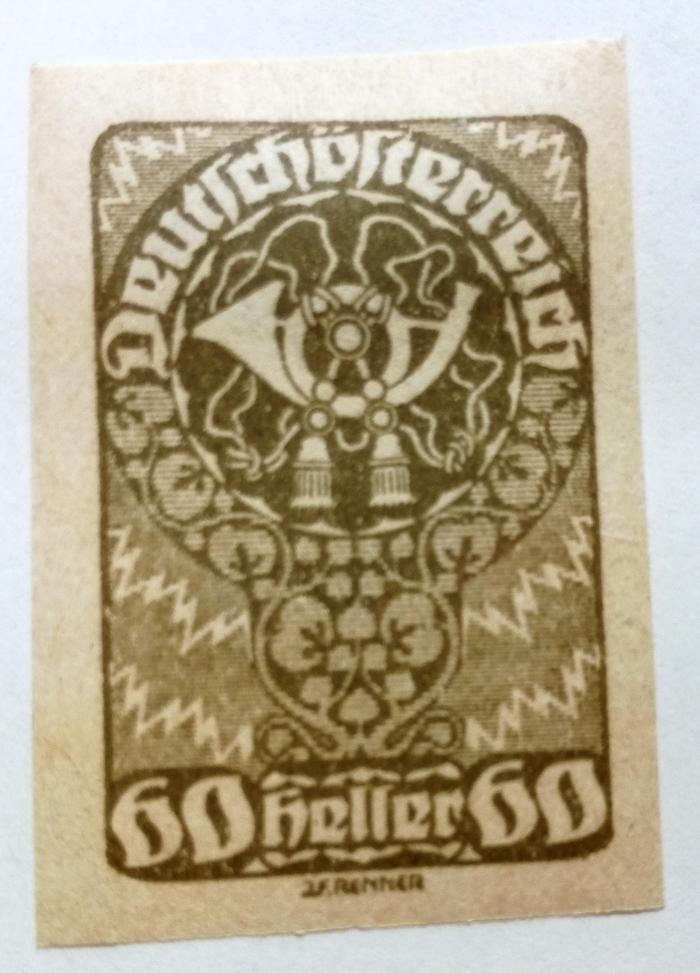 Deutschösterreich
60 Heller 60
J.F.RENNER